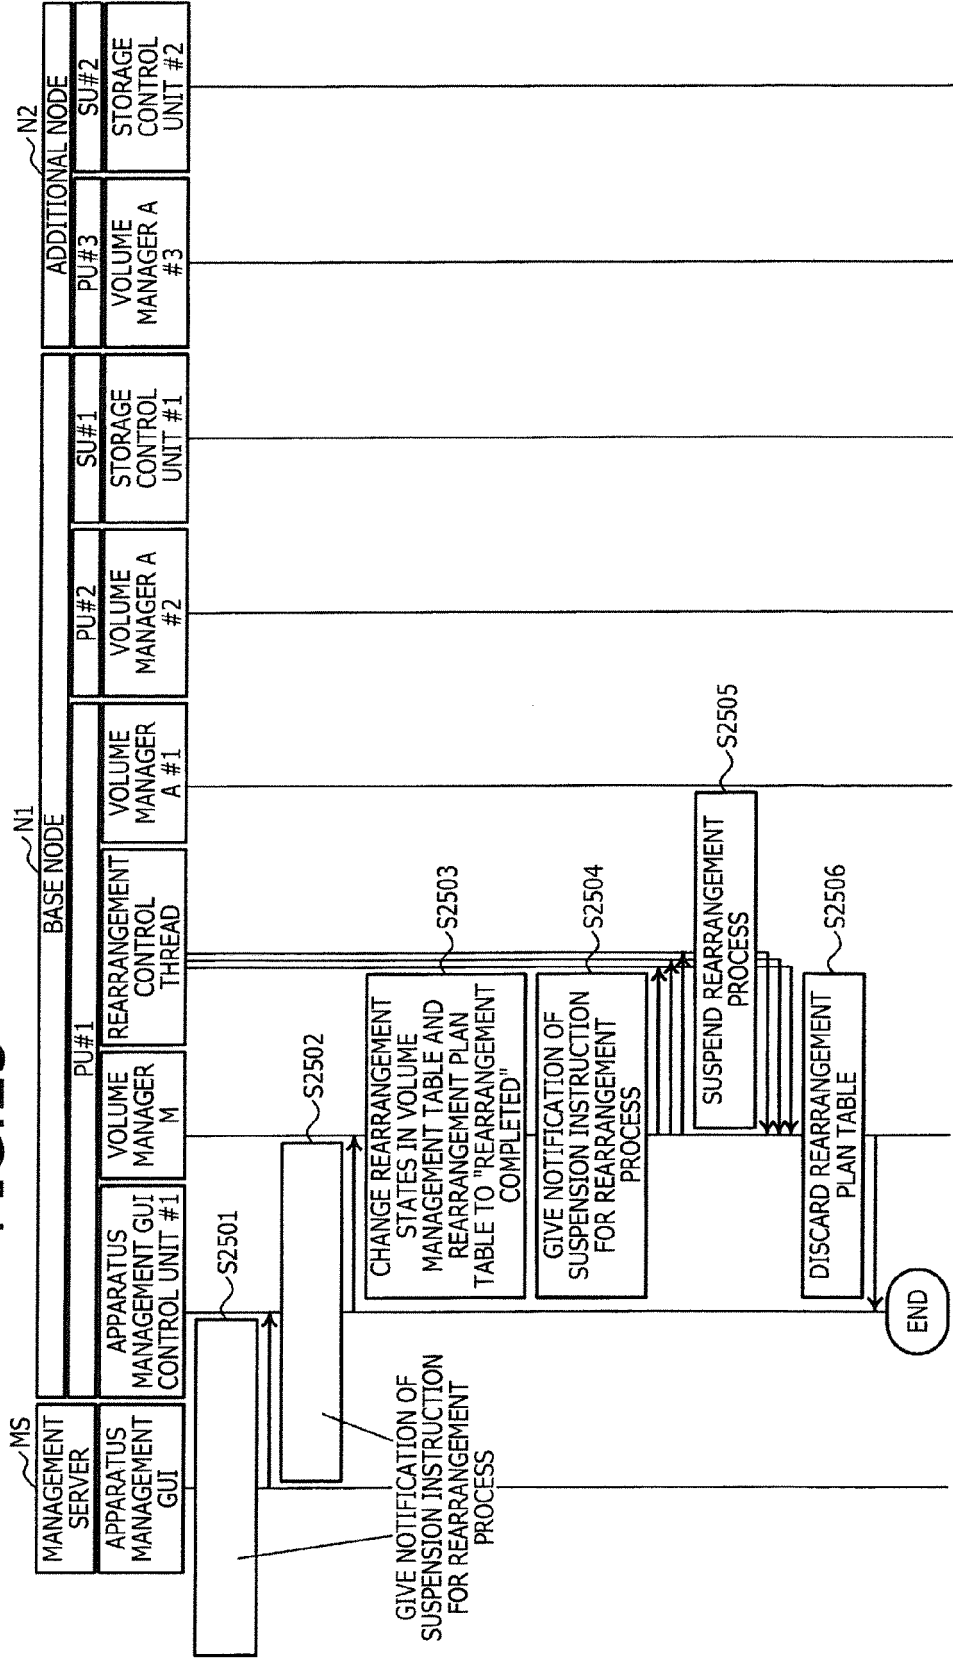 MS
N1
N2
MANAGEMENT
SERVER
BASE NODE
ADDITIONAL NODE
PU#1
PU#2
SU#1
PU#3
SU#2
APPARATUS
MANAGEMENT
GUI
APPARATUS
MANAGEMENT GUI
CONTROL UNIT #1
VOLUME
MANAGER
M
REARRANGEMENT
CONTROL
THREAD
VOLUME
MANAGER
A #1
VOLUME
MANAGER A
#2
STORAGE
CONTROL
UNIT #1
VOLUME
MANAGER A
#3
STORAGE
CONTROL
UNIT #2
S2501
S2502
GIVE NOTIFICATION OF
SUSPENSION INSTRUCTION
FOR REARRANGEMENT
PROCESS
CHANGE REARRANGEMENT
STATES IN VOLUME
MANAGEMENT TABLE AND
REARRANGEMENT PLAN
TABLE TO "REARRANGEMENT
COMPLETED"
S2503
GIVE NOTIFICATION OF
SUSPENSION INSTRUCTION
FOR REARRANGEMENT
PROCESS
S2504
SUSPEND REARRANGEMENT
PROCESS
S2505
DISCARD REARRANGEMENT
PLAN TABLE
S2506
END